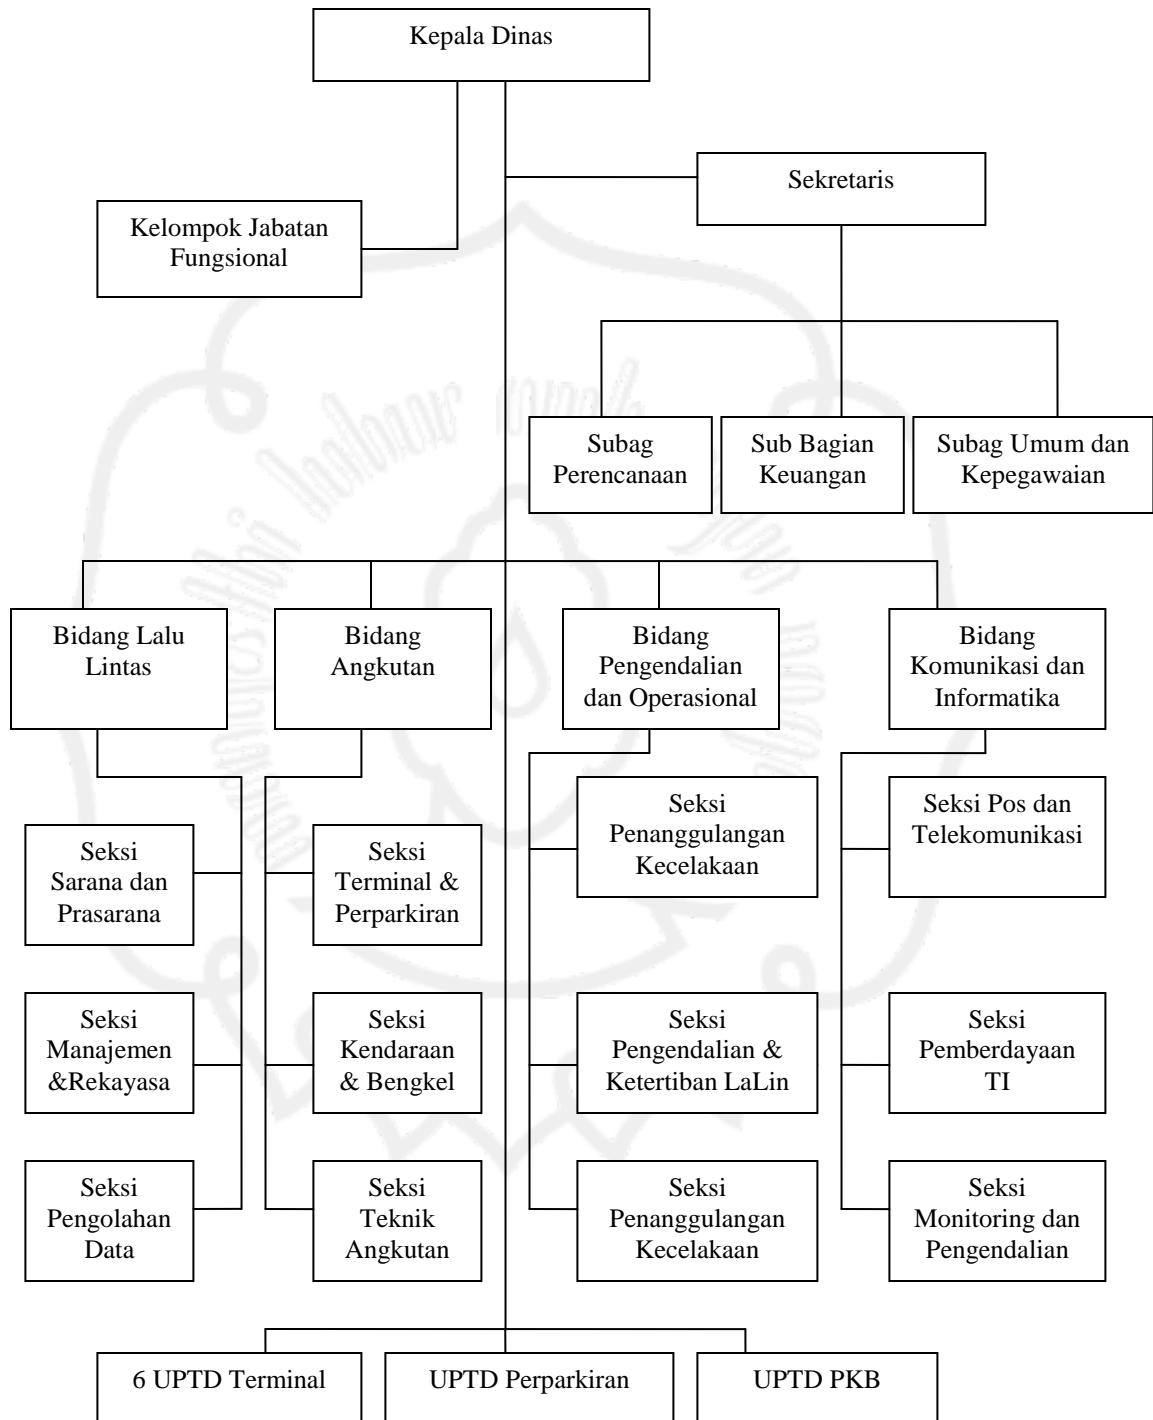 Kepala Dinas
Sekretaris
Kelompok Jabatan
Fungsional
Subag
Perencanaan
Sub Bagian
Keuangan
Subag Umum dan
Kepegawaian
Bidang Lalu
Lintas
Bidang
Angkutan
Bidang
Pengendalian
dan Operasional
Bidang
Komunikasi dan
Informatika
Seksi
Sarana dan
Prasarana
Seksi
Terminal &
Perparkiran
Seksi
Penanggulangan
Kecelakaan
Seksi Pos dan
Telekomunikasi
Seksi
Manajemen
&Rekayasa
Seksi
Kendaraan
& Bengkel
Seksi
Pengendalian &
Ketertiban LaLin
Seksi
Pemberdayaan
TI
Seksi
Pengolahan
Data
Seksi
Teknik
Angkutan
Seksi
Penanggulangan
Kecelakaan
Seksi
Monitoring dan
Pengendalian
6 UPTD Terminal
UPTD Perparkiran
UPTD PKB